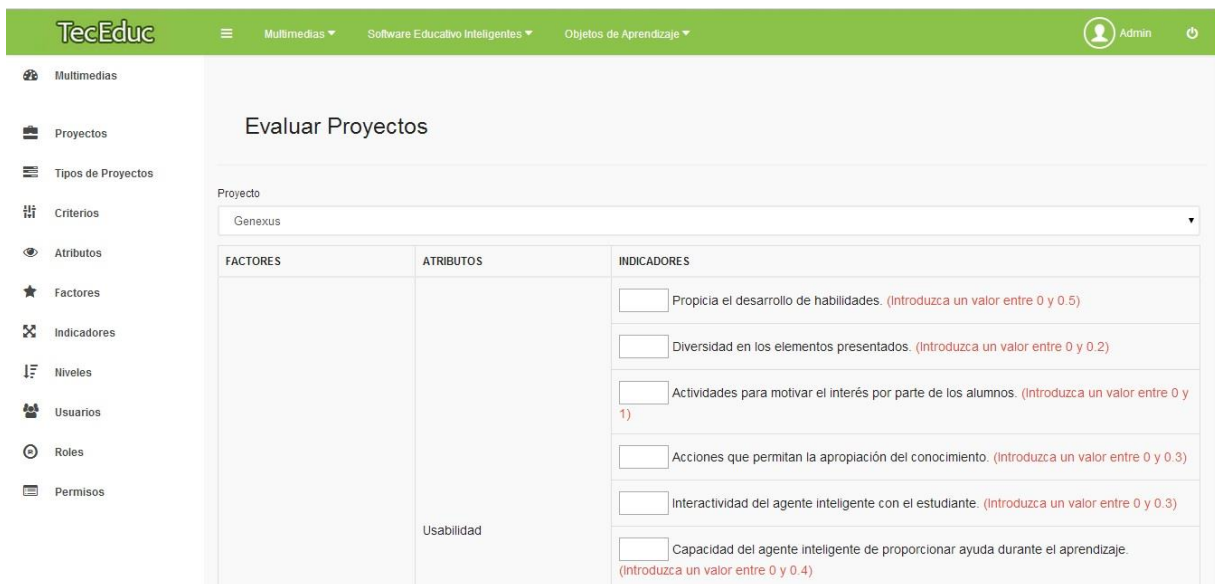 TecEduc
Multimedias
Software Educativo Inteligentes
Objetos de Aprendizaje
Admin
Multimedias
Proyectos
Tipos de Proyectos
Criterios
Atributos
Factores
Indicadores
Niveles
Usuarios
Roles
Permisos
Evaluar Proyectos
Proyecto
Genexus
FACTORES
ATRIBUTOS
INDICADORES
Usabilidad
Propicia el desarrollo de habilidades. (Introduzca un valor entre 0 y 0.5)
Diversidad en los elementos presentados. (Introduzca un valor entre 0 y 0.2)
Actividades para motivar el interés por parte de los alumnos. (Introduzca un valor entre 0 y
1)
Acciones que permitan la apropiación del conocimiento. (Introduzca un valor entre 0 y 0.3)
Interactividad del agente inteligente con el estudiante. (Introduzca un valor entre 0 y 0.3)
Capacidad del agente inteligente de proporcionar ayuda durante el aprendizaje.
(Introduzca un valor entre 0 y 0.4)